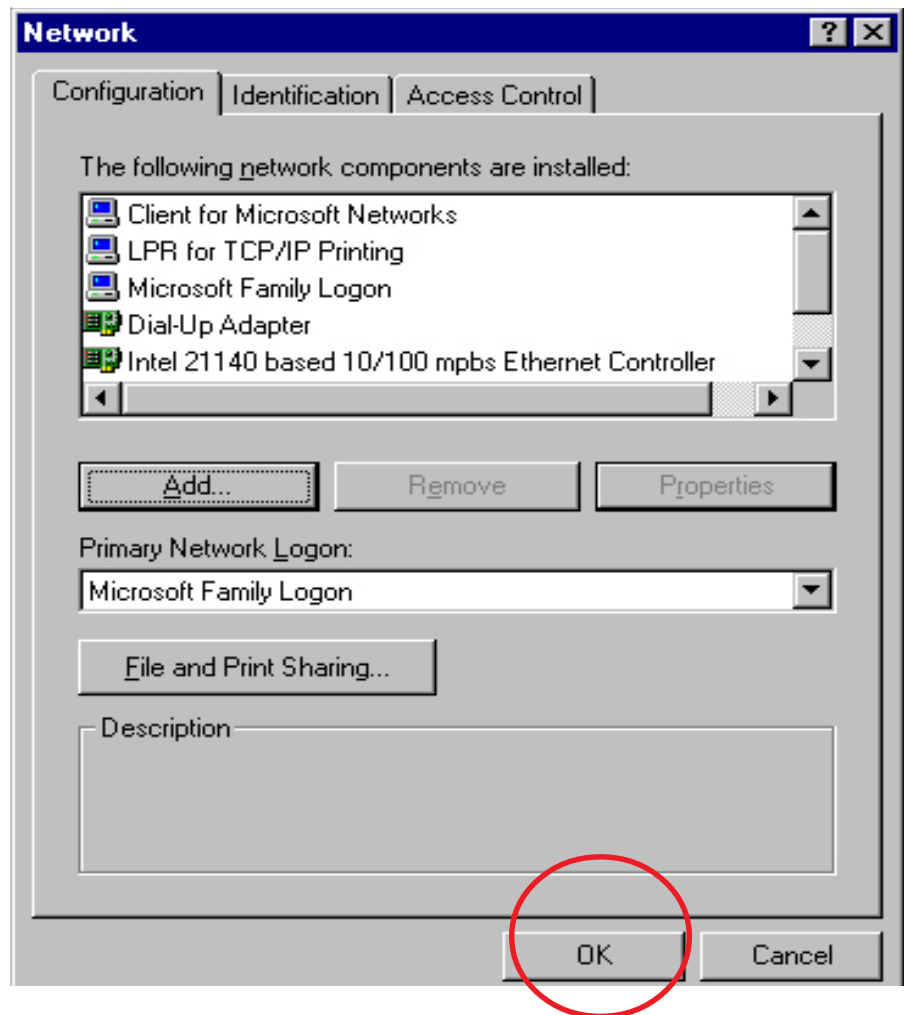 Network
Configuration Identification Access Control
The following network components are installed:
Client for Microsoft Networks
LPR for TCP/IP Printing
Microsoft Family Logon
Dial-Up Adapter
Intel 21140 based 10/100 mpbs Ethernet Controller
Add... Remove Properties
Primary Network Logon:
Microsoft Family Logon
File and Print Sharing...
Description
OK Cancel